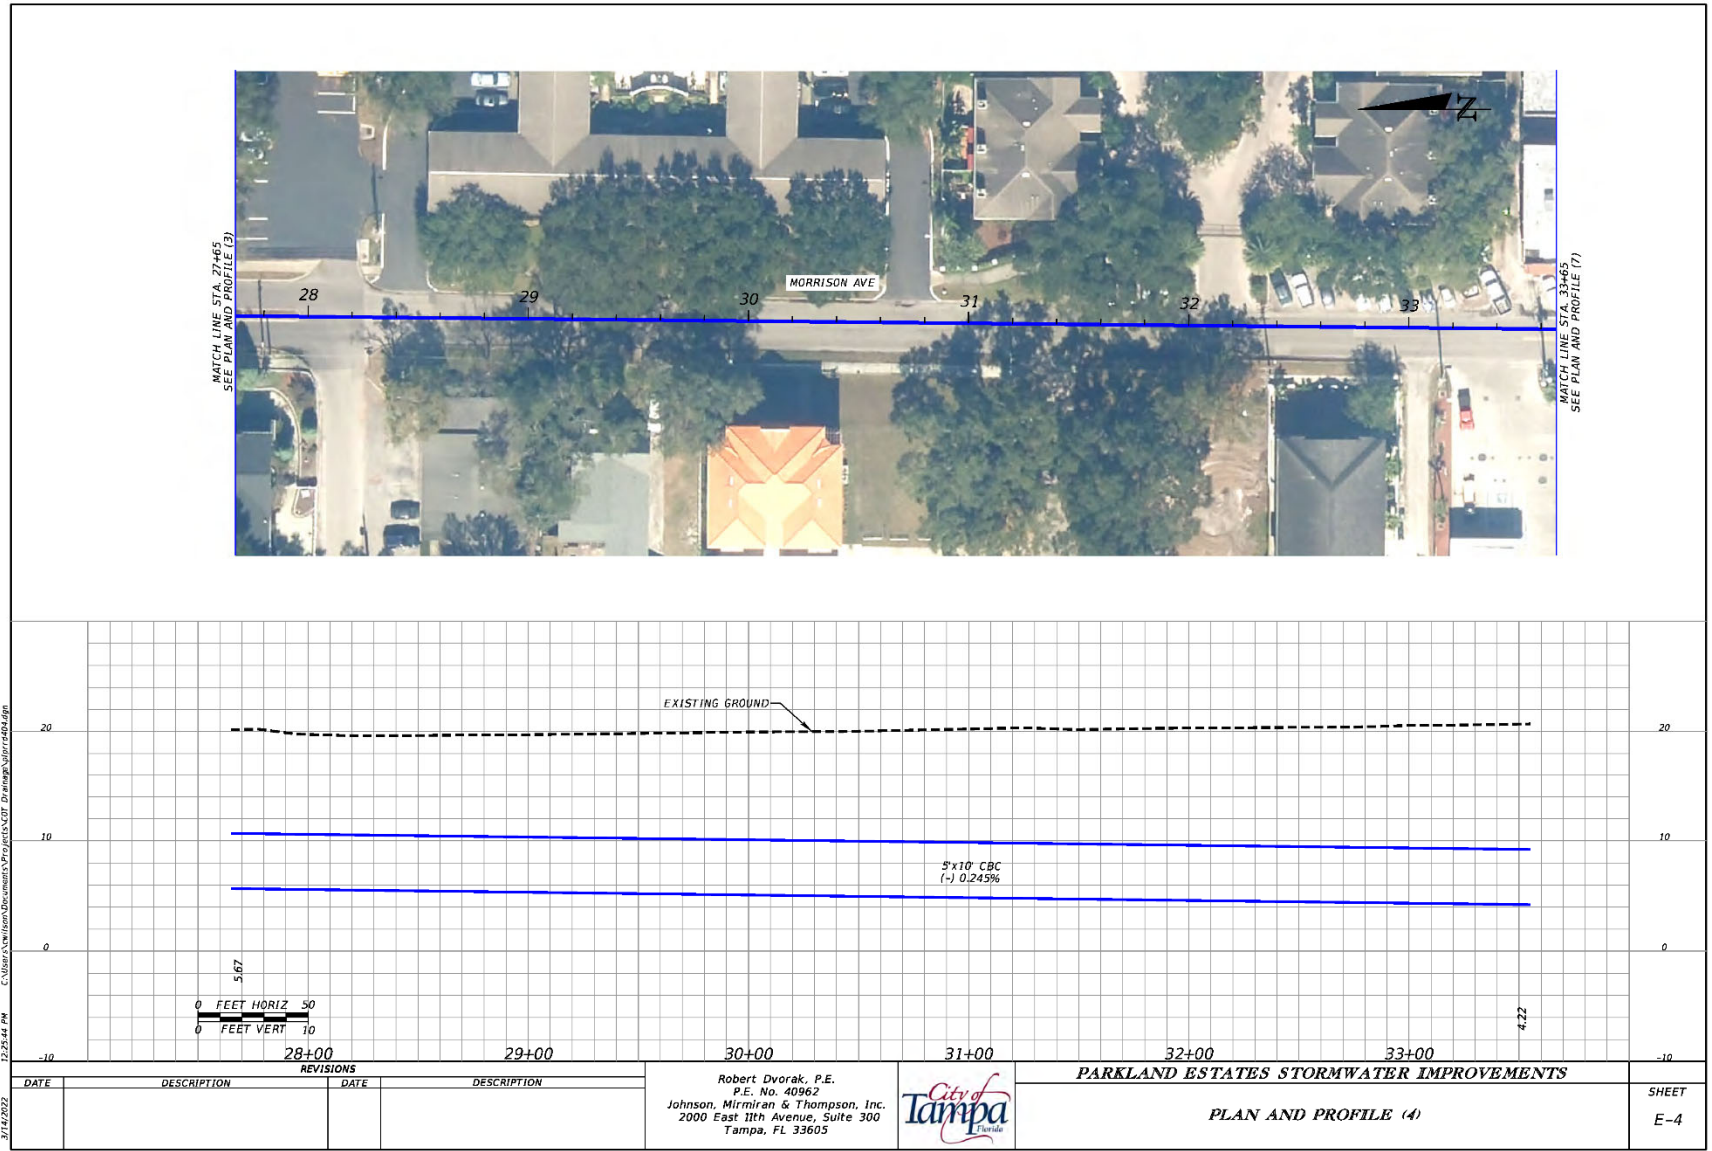 N
MATCH LINE STA. 27+65
SEE PLAN AND PROFILE (3)
MORRISON AVE
28
29
30
31
32
33
MATCH LINE STA. 33+65
SEE PLAN AND PROFILE (7)
EXISTING GROUND
20
20
10
10
5'x10' CBC
(-) 0.245%
0
0
5.67
4.22
0 FEET HORIZ 50
0 FEET VERT 10
-10
-10
28+00
29+00
30+00
31+00
32+00
33+00
3/14/2022
12:25:44 PM
REVISIONS
DATE
DESCRIPTION
DATE
DESCRIPTION
Robert Dvorak, P.E.
P.E. No. 40962
Johnson, Mirmiran & Thompson, Inc.
2000 East 11th Avenue, Suite 300
Tampa, FL 33605
City of
Tampa
Florida
PARKLAND ESTATES STORMWATER IMPROVEMENTS
PLAN AND PROFILE (4)
SHEET
E-4